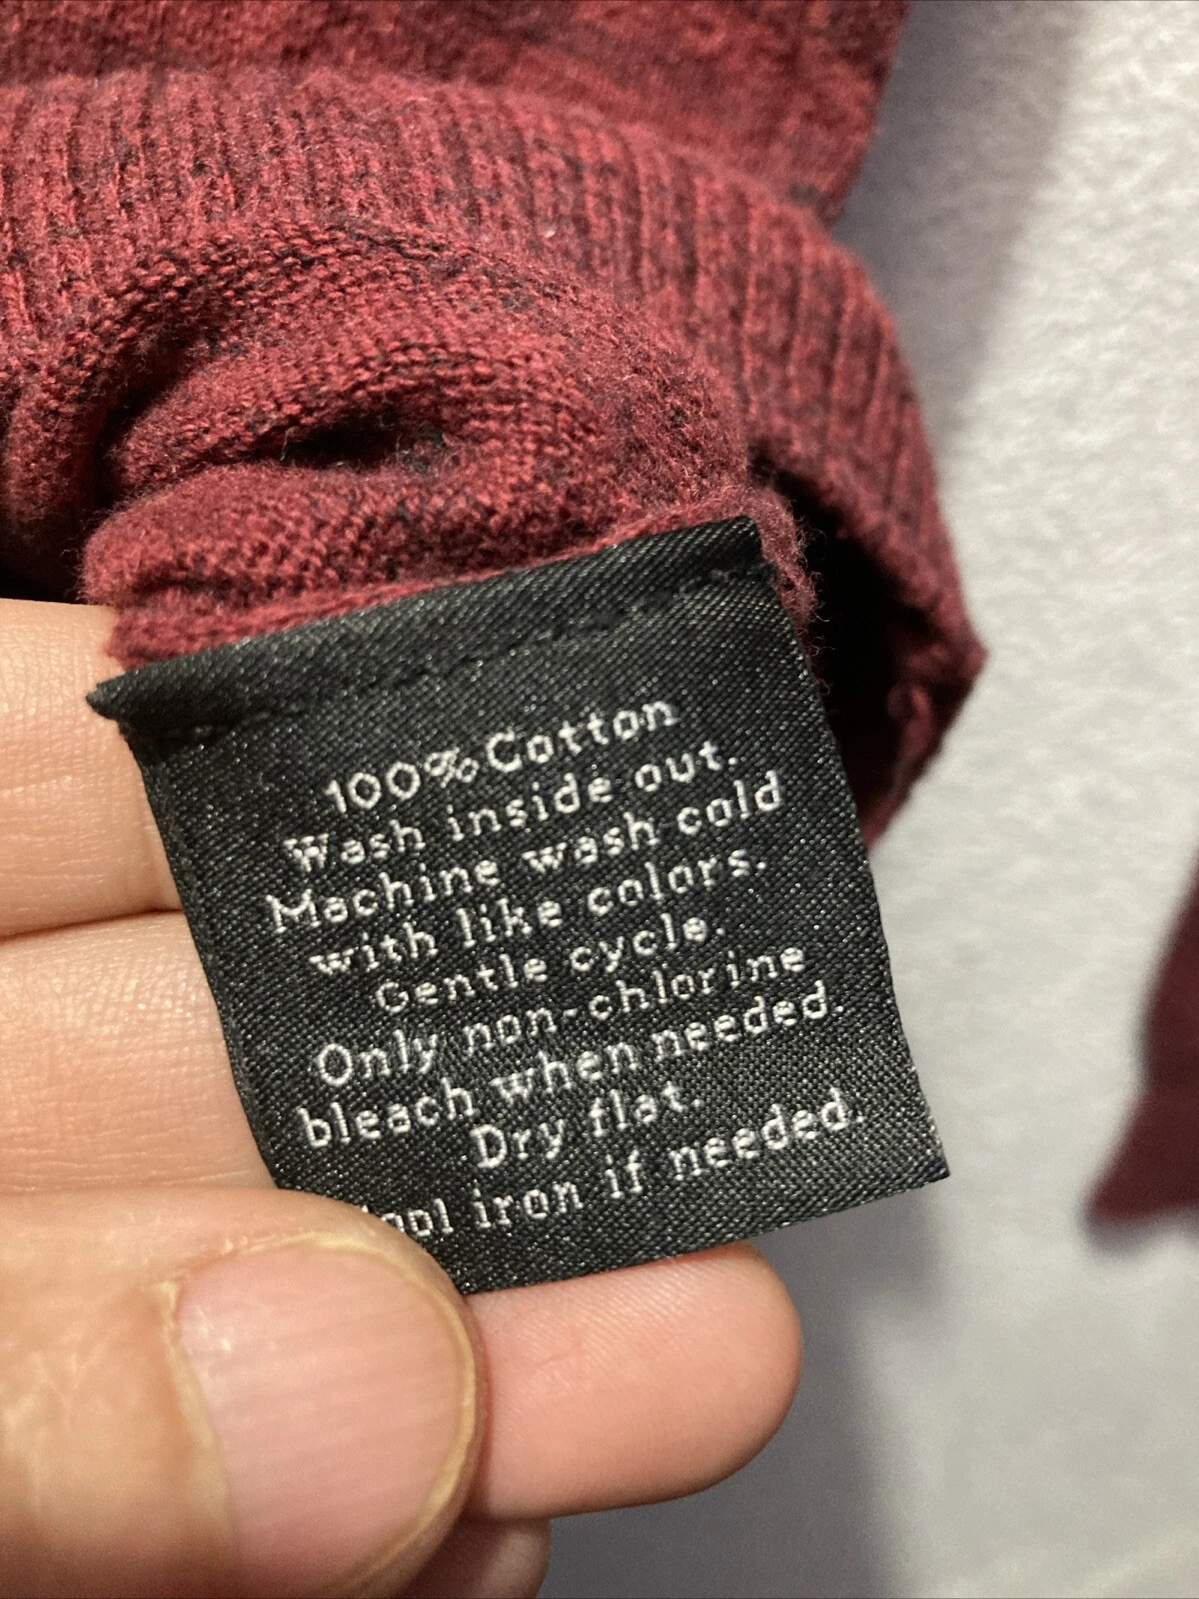 100% Cotton
Wash inside out.
Machine wash cold
with like colors.
Gentle cycle.
Only non-chlorine
bleach when needed.
Dry flat.
iron if needed.